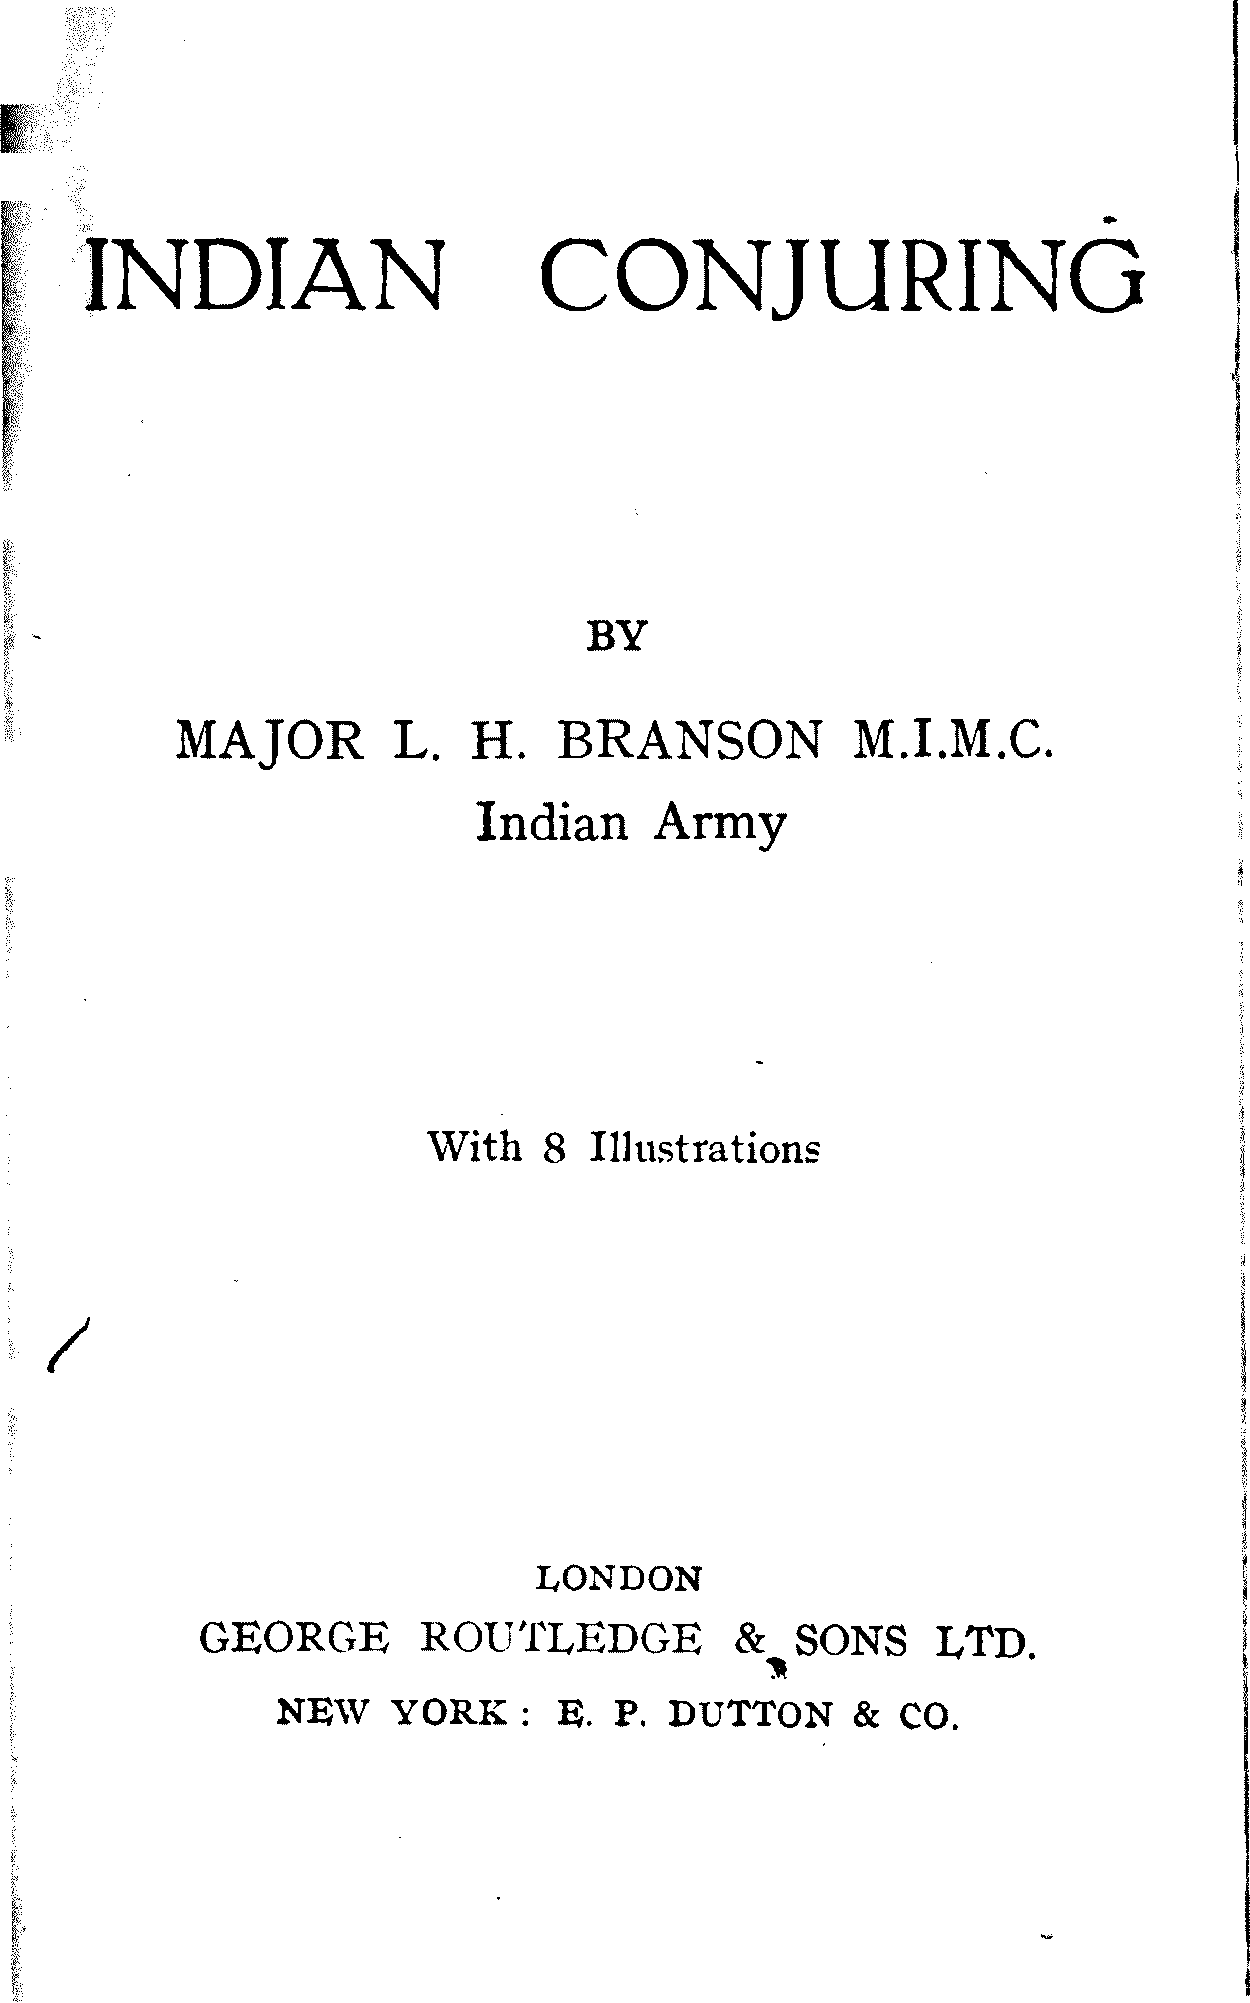 INDIAN CONJURING
BY
MAJOR L. H. BRANSON M.I.M.C.
Indian Army
With 8 Illustrations
LONDON
GEORGE ROUTLEDGE & SONS LTD.
NEW YORK: E. P. DUTTON & CO.